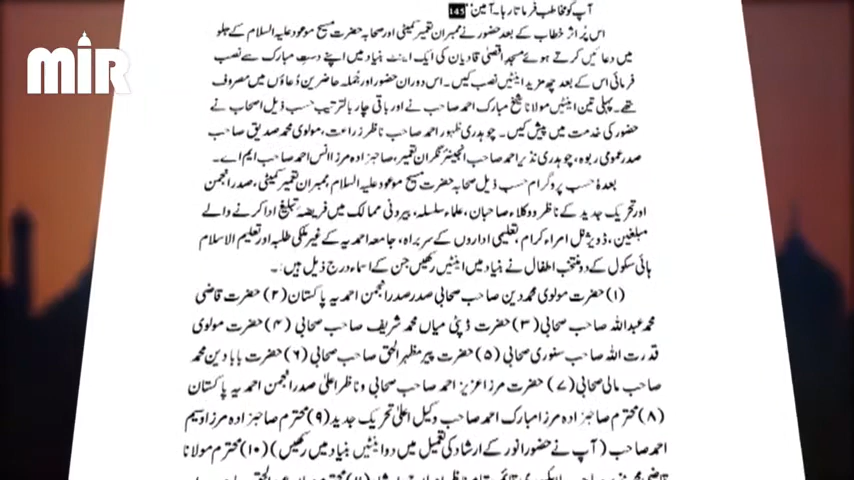 آپ کو مخاطب فرماتا رہا۔ آمین" 145
MiR
اس پُر اثر خطاب کے بعد حضور نے ممبران تعمیر کمیٹی اور صحابہ حضرت مسیح موعود علیہ السلام کے جلو
میں دعائیں کرتے ہوئے مسجد اقصیٰ قادیان کی ایک اینٹ بنیاد میں اپنے دست مبارک سے نصب
فرمائی اس کے بعد چھ مزید اینٹیں نصب کیں۔ اس دوران حضور اور جُملہ حاضرین دُعاؤں میں مصروف
تھے۔ پہلی تین اینٹیں مولانا شیخ مبارک احمد صاحب نے اور باقی چار بالترتیب حسب ذیل اصحاب نے
حضور کی خدمت میں پیش کیں۔ چوہدری ظہور احمد صاحب ناظر زراعت، مولوی محمد صدیق صاحب
صدر عمومی ربوہ، چوہدری نذیر احمد صاحب انجینئر نگران تعمیر، صاحبزادہ مرزا انس احمد صاحب ایم اے۔
بعدہٗ حسب پروگرام حسب ذیل صحابہ حضرت مسیح موعود علیہ السلام، ممبران تعمیر کمیٹی، صدر انجمن
اور تحریک جدید کے ناظر و وکلاء صاحبان، علماء سلسلہ، بیرونی ممالک میں فریضہ تبلیغ ادا کرنے والے
مبلغین، ڈویژنل امراء کرام، تعلیمی اداروں کے سربراہ، جامعہ احمدیہ کے غیر ملکی طلبہ اور تعلیم الاسلام
ہائی سکول کے دو منتخب اطفال نے بنیاد میں اینٹیں رکھیں جن کے اسماء درج ذیل ہیں:۔
(۱) حضرت مولوی محمد دین صاحب صحابی صدر صدر انجمن احمدیہ پاکستان (۲) حضرت قاضی
محمد عبداللہ صاحب صحابی (۳) حضرت ڈپٹی میاں محمد شریف صاحب صحابی (۴) حضرت مولوی
قدرت اللہ صاحب سنوری صحابی (۵) حضرت پیر مظہر الحق صاحب صحابی (۶) حضرت بابا دین محمد
صاحب مالی صحابی (۷) حضرت مرزا عزیز احمد صاحب صحابی و ناظر اعلیٰ صدر انجمن احمدیہ پاکستان
(۸) محترم صاحبزادہ مرزا مبارک احمد صاحب وکیل اعلیٰ تحریک جدید (۹) محترم صاحبزادہ مرزا وسیم
احمد صاحب (آپ نے حضور انور کے ارشاد کی تعمیل میں دو اینٹیں بنیاد میں رکھیں) (۱۰) محترم مولانا